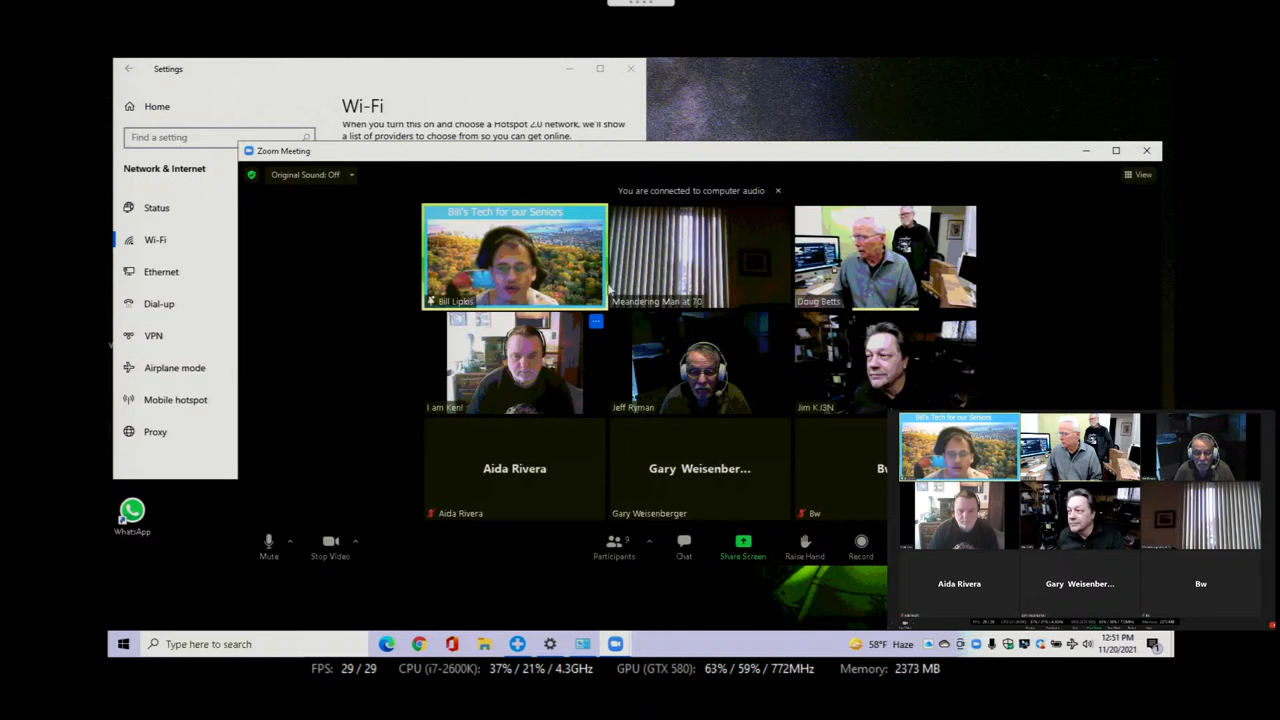 Settings
Home
Find a setting
Network & Internet
Status
Wi-Fi
Ethernet
Dial-up
VPN
Airplane mode
Mobile hotspot
Proxy
Wi-Fi
When you turn this on and choose a Hotspot 2.0 network, we'll show
a list of providers to choose from so you can get online.
Zoom Meeting
Original Sound: Off
View
You are connected to computer audio
Bill's Tech for our Seniors
Bill Lipkis
Meandering Man at 70
Doug Betts
I am Ken!
Jeff Ryman
Jim KJ3N
Aida Rivera
Aida Rivera
Gary Weisenber...
Gary Weisenberger
Bw
Mute
Stop Video
Participants 9
Chat
Share Screen
Raise Hand
Record
Bill's Tech for our Seniors
Aida Rivera
Gary Weisenber...
Bw
WhatsApp
Type here to search
58°F Haze
12:51 PM
11/20/2021
1
FPS: 29 / 29 CPU (i7-2600K): 37% / 21% / 4.3GHz GPU (GTX 580): 63% / 59% / 772MHz Memory: 2373 MB